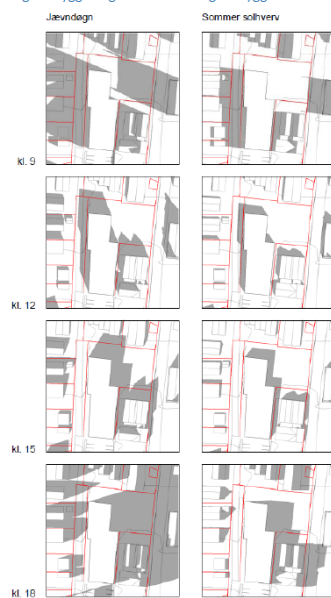 Jævndøgn
Sommer solhverv
kl. 9
kl. 12
kl. 15
kl. 18